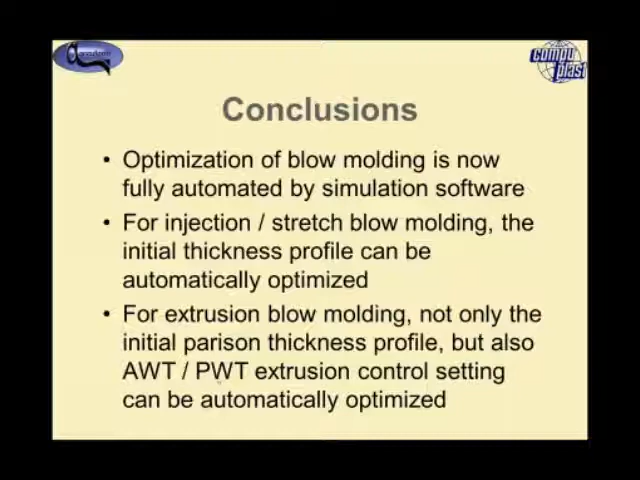 compu
plast
Conclusions
• Optimization of blow molding is now
fully automated by simulation software
• For injection / stretch blow molding, the
initial thickness profile can be
automatically optimized
• For extrusion blow molding, not only the
initial parison thickness profile, but also
AWT / PWT extrusion control setting
can be automatically optimized